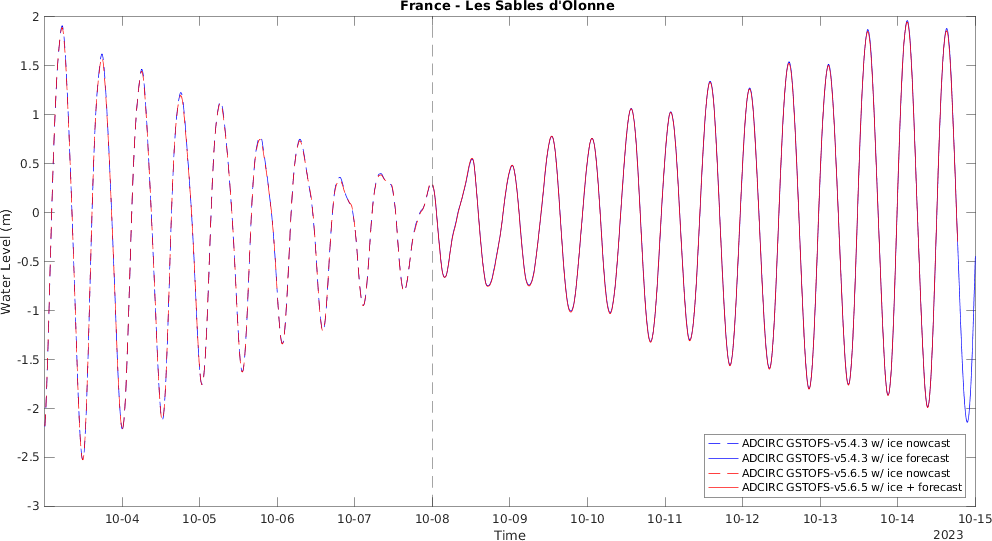 France - Les Sables d'Olonne
2
1.5
1
0.5
0
-0.5
-1
-1.5
-2
-2.5
-3
Water Level (m)
ADCIRC GSTOFS-v5.4.3 w/ ice nowcast
ADCIRC GSTOFS-v5.4.3 w/ ice forecast
ADCIRC GSTOFS-v5.6.5 w/ ice nowcast
ADCIRC GSTOFS-v5.6.5 w/ ice + forecast
10-04 10-05 10-06 10-07 10-08 10-09 10-10 10-11 10-12 10-13 10-14 10-15
Time
2023